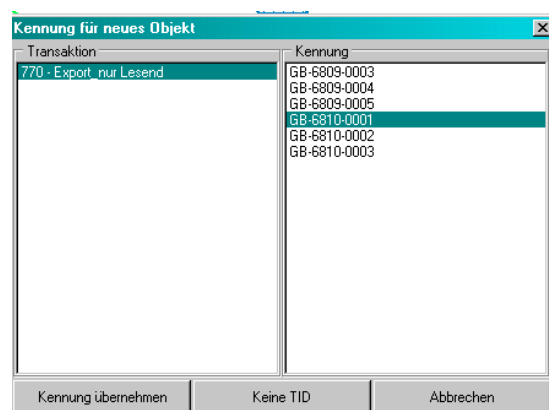 Kennung für neues Objekt
Transaktion
770 - Export_nur Lesend
Kennung
GB-6809-0003
GB-6809-0004
GB-6809-0005
GB-6810-0001
GB-6810-0002
GB-6810-0003
Kennung übernehmen
Keine TID
Abbrechen